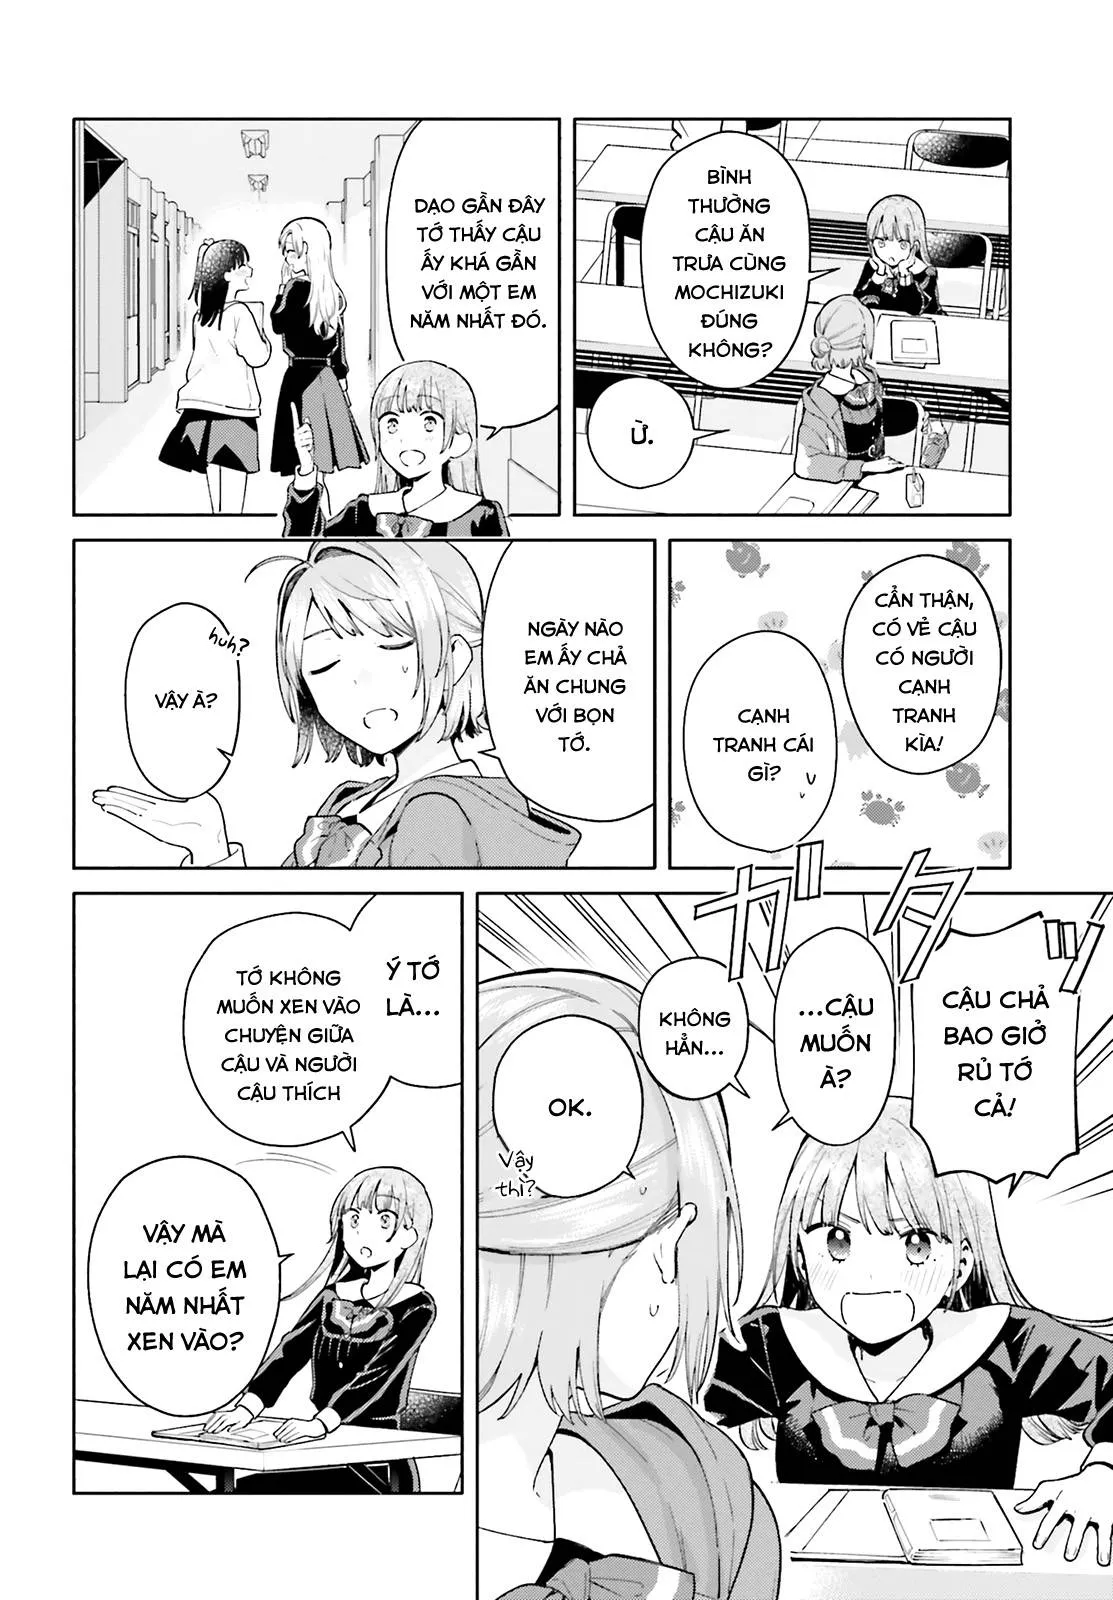 BÌNH
THƯỜNG
CẬU ĂN
TRƯA CÙNG
MOCHIZUKI
ĐÚNG
KHÔNG?
Ừ.
DẠO GẦN ĐÂY
TỚ THẤY CẬU
ẤY KHÁ GẦN
VỚI MỘT EM
NĂM NHẤT ĐÓ.
CẨN THẬN,
CÓ VẺ CẬU
CÓ NGƯỜI
CẠNH
TRANH
KÌA!
CẠNH
TRANH CÁI
GÌ?
NGÀY NÀO
EM ẤY CHẢ
ĂN CHUNG
VỚI BỌN
TỚ.
huh?
VẬY À?
ガタッ
CẬU CHẢ
BAO GIỜ
RỦ TỚ
CẢ!
...CẬU
MUỐN
À?
KHÔNG
HẲN...
OK.
Vậy
thì?
Ý TỚ
LÀ...
TỚ KHÔNG
MUỐN XEN VÀO
CHUYỆN GIỮA
CẬU VÀ NGƯỜI
CẬU THÍCH
VẬY MÀ
LẠI CÓ EM
NĂM NHẤT
XEN VÀO?